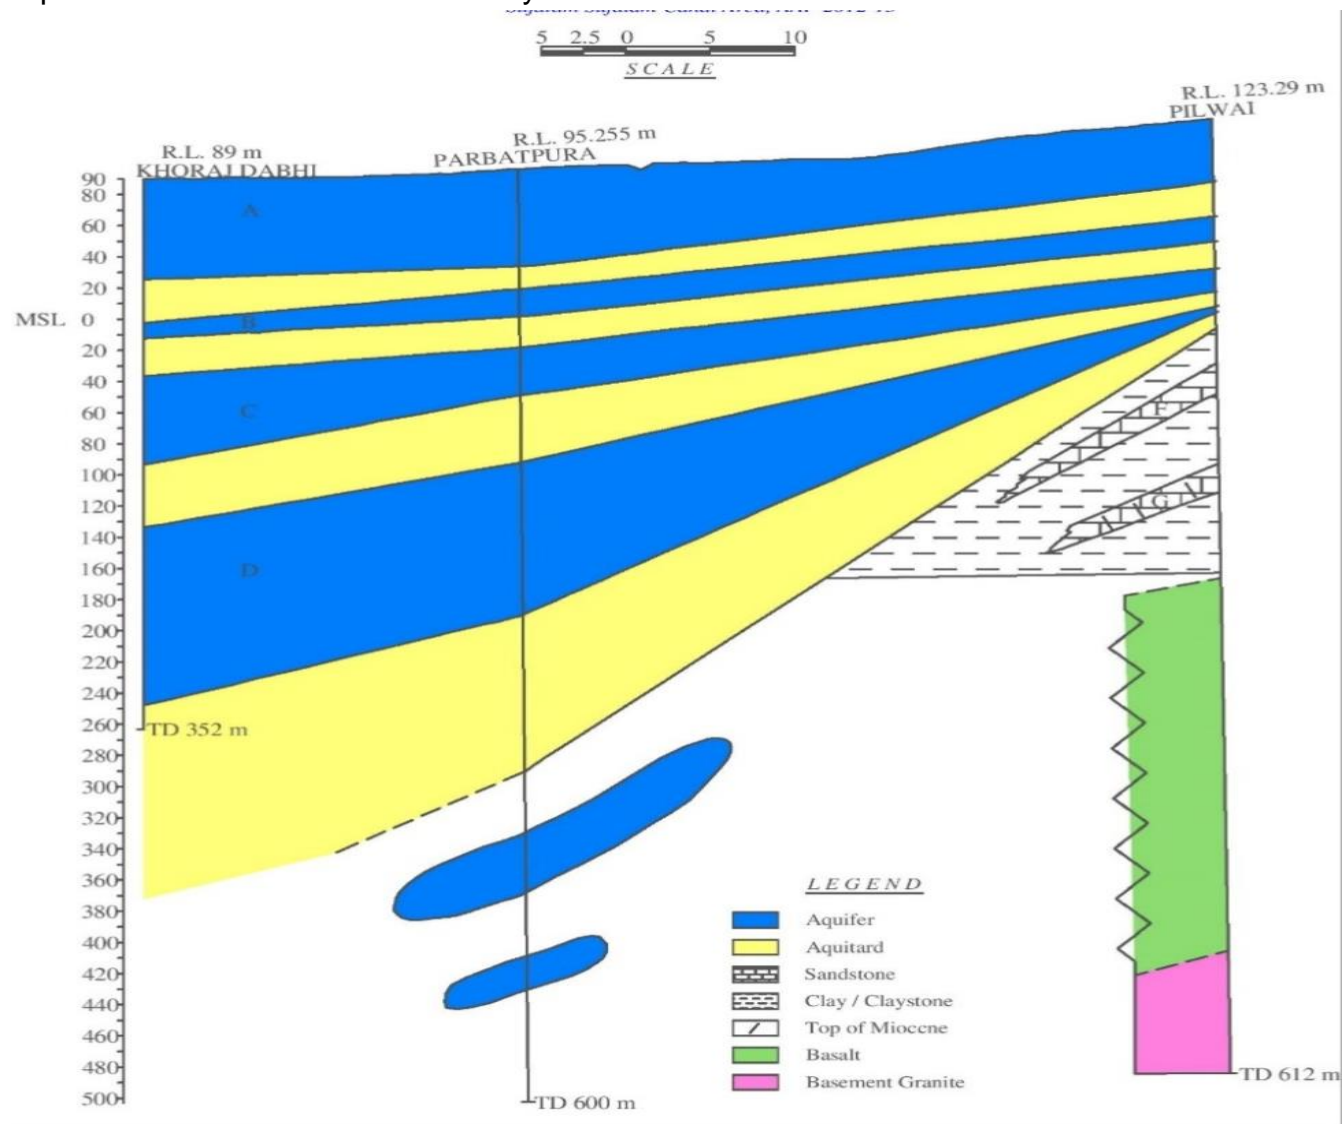 5 2.5 0 5 10
SCALE
R.L. 123.29 m
PILWAI
R.L. 95.255 m
PARBATPURA
R.L. 89 m
KHORAJ DABHI
90
80
60
40
20
MSL 0
20
40
60
80
100
120
140
160
180
200
220
240
260
280
300
320
340
360
380
400
420
440
460
480
500
A
B
C
D
F
G
TD 352 m
LEGEND
Aquifer
Aquitard
Sandstone
Clay / Claystone
Top of Miocene
Basalt
Basement Granite
TD 612 m
TD 600 m